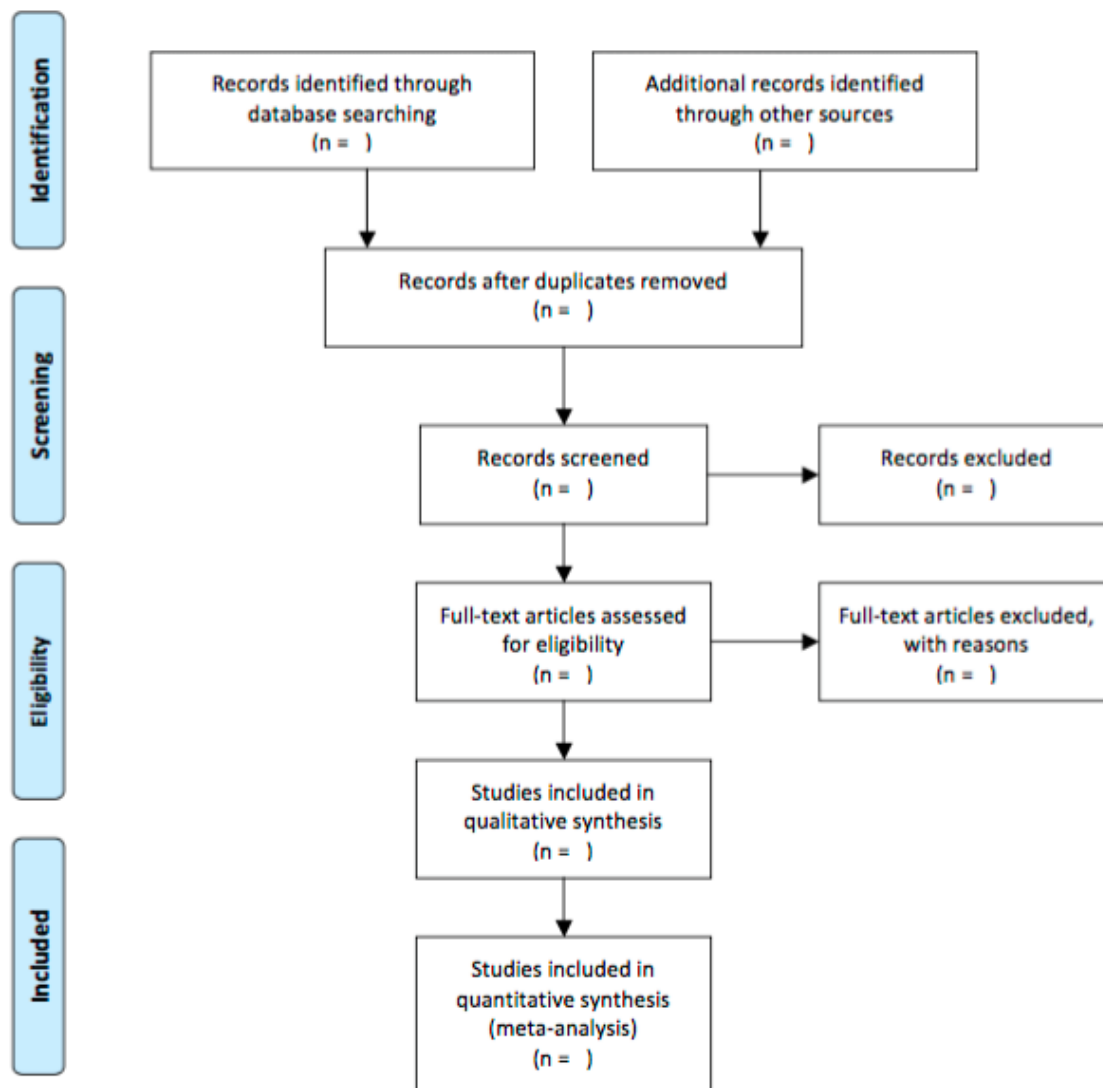 Identification
Records identified through
database searching
(n =   )
Additional records identified
through other sources
(n =   )
Records after duplicates removed
(n =   )
Screening
Records screened
(n =   )
Records excluded
(n =   )
Eligibility
Full-text articles assessed
for eligibility
(n =   )
Full-text articles excluded,
with reasons
(n =   )
Studies included in
qualitative synthesis
(n =   )
Included
Studies included in
quantitative synthesis
(meta-analysis)
(n =   )